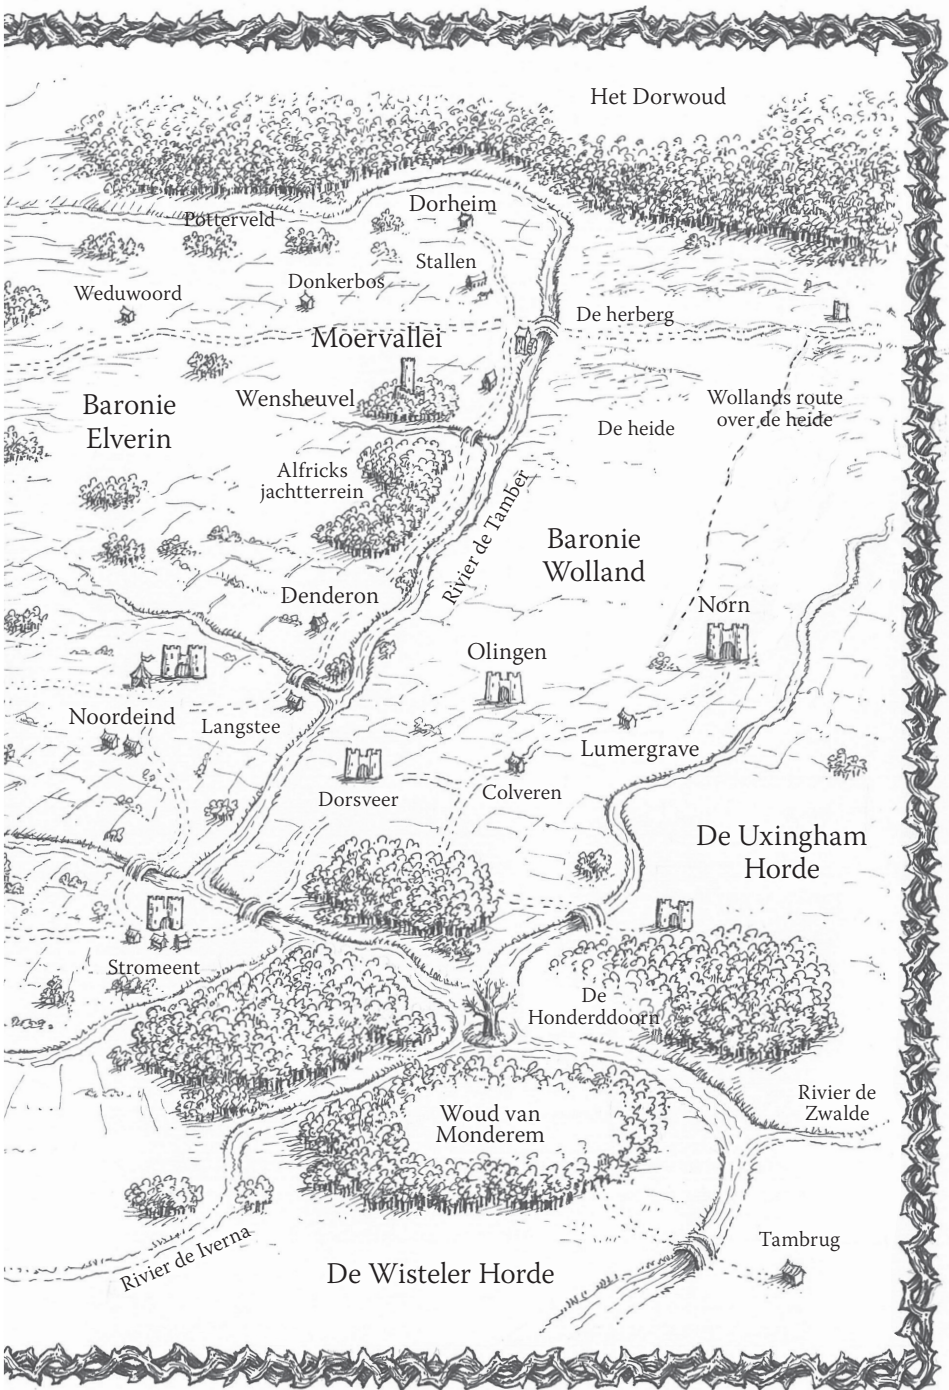 Het Dorwoud
Dorheim
Potterveld
Stallen
Donkerbos
Weduwoord
De herberg
Moervallei
Wensheuvel
Baronie
Elverin
Wollands route
over de heide
De heide
Alfricks
jachtterrein
Rivier de Tamber
Baronie
Wolland
Denderon
Norn
Olingen
Noordeind
Langstee
Lumergrave
Dorsveer
Colveren
De Uxingham
Horde
Stromeent
De
Honderddoorn
Rivier de
Zwalde
Woud van
Monderem
Rivier de Iverna
Tambrug
De Wisteler Horde